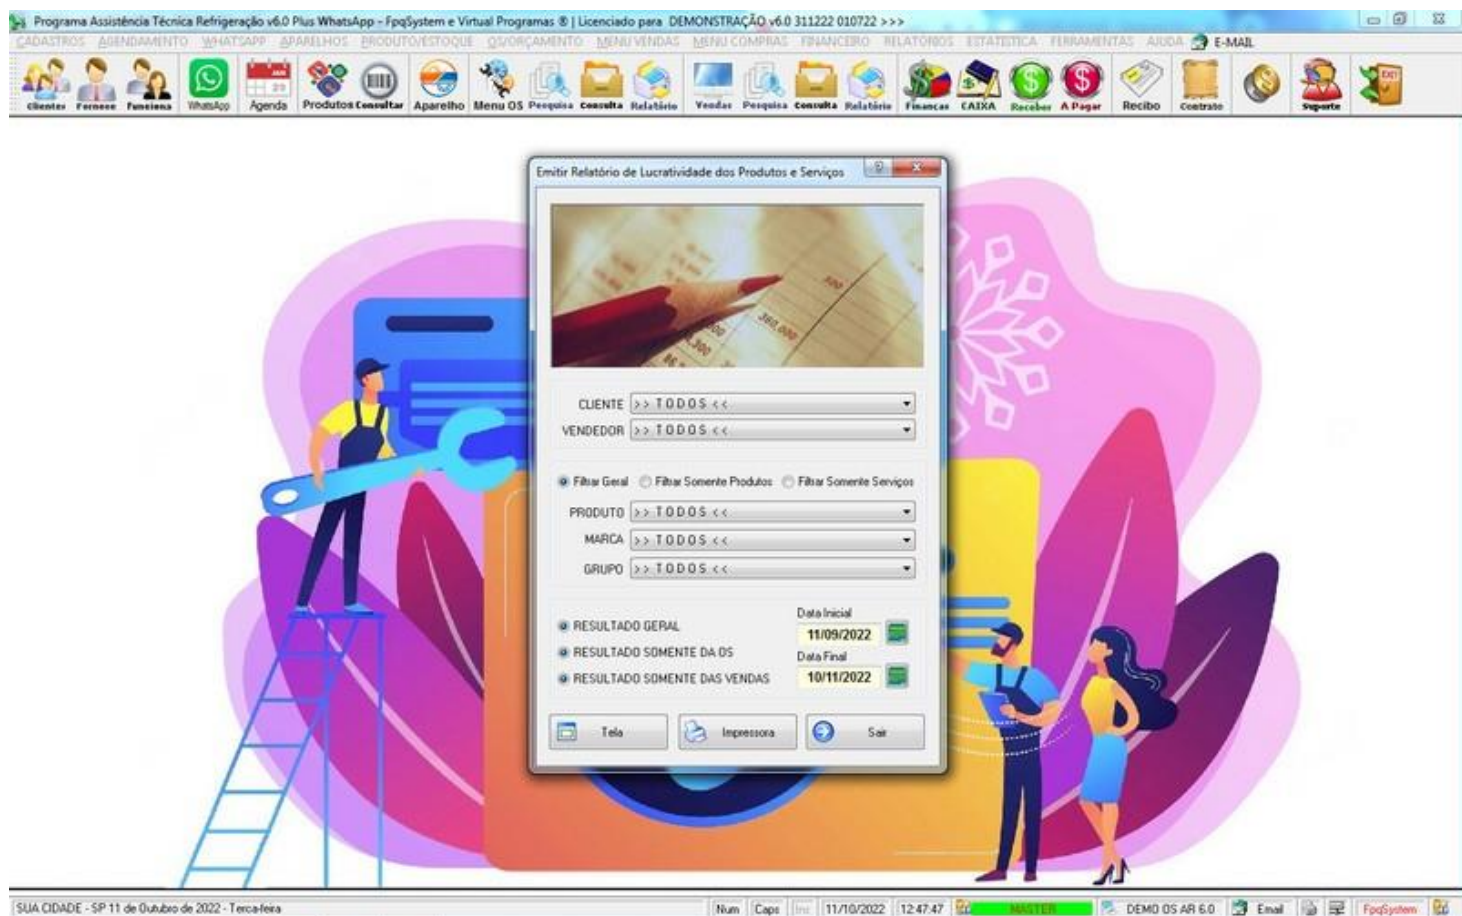 Programa Assistência Técnica Refrigeração v6.0 Plus WhatsApp - FpqSystem e Virtual Programas ® | Licenciado para DEMONSTRAÇÃO v6.0 311222 010722 >>>
CADASTROS AGENDAMENTO WHATSAPP APARELHOS PRODUTO/ESTOQUE OS/ORÇAMENTO MENU VENDAS MENU COMPRAS FINANCEIRO RELATÓRIOS ESTATÍSTICA FERRAMENTAS AJUDA E-MAIL
Clientes Fornece Funciona WhatsApp Agenda Produtos Consultar Aparelho Menu OS Pesquisa Consulta Relatório Vendas Pesquisa Consulta Relatório Finanças CAIXA Receber A Pagar Recibo Contrato Suporte
Emitir Relatório de Lucratividade dos Produtos e Serviços
CLIENTE >> T O D O S <<
VENDEDOR >> T O D O S <<
Filtrar Geral Filtrar Somente Produtos Filtrar Somente Serviços
PRODUTO >> T O D O S <<
MARCA >> T O D O S <<
GRUPO >> T O D O S <<
Data Inicial
RESULTADO GERAL 11/09/2022
RESULTADO SOMENTE DA OS
Data Final
RESULTADO SOMENTE DAS VENDAS 10/11/2022
Tela Impressora Sair
SUA CIDADE - SP 11 de Outubro de 2022 - Terca-feira Num Caps Ins 11/10/2022 12:47:47 MASTER DEMO OS AR 6.0 Email FpqSystem